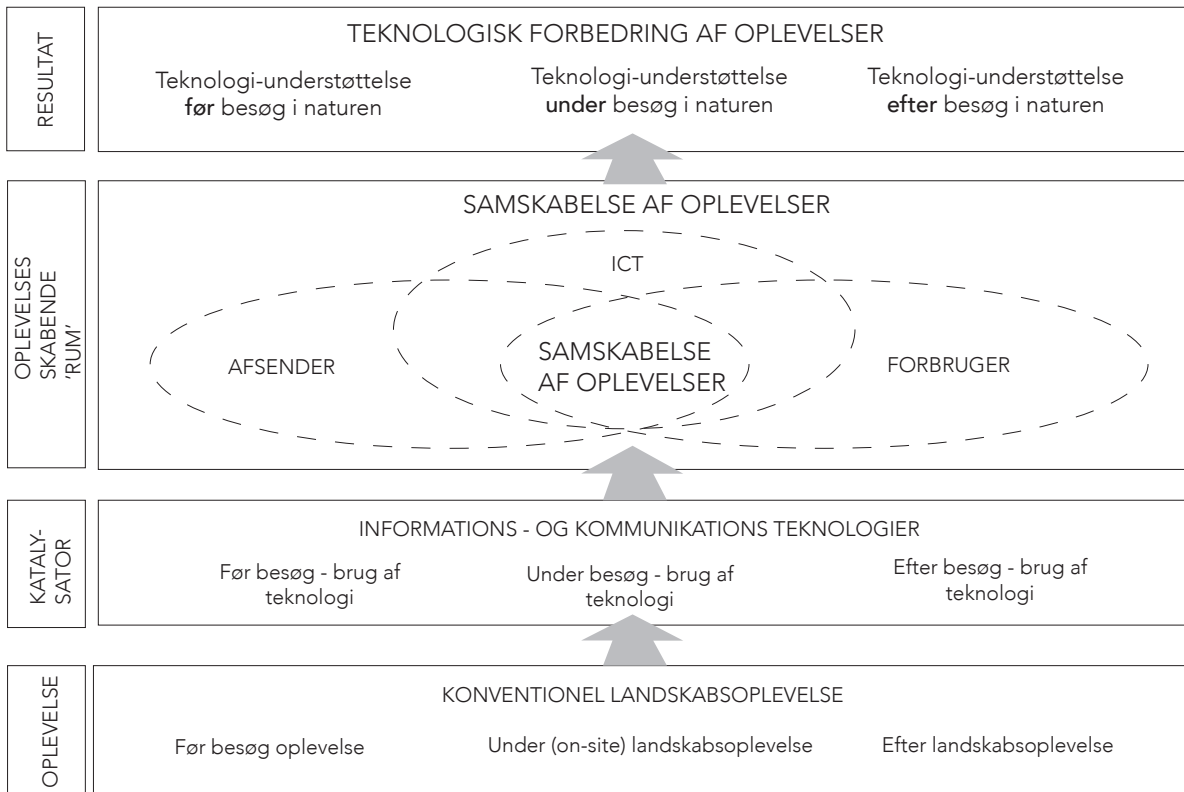 RESULTAT
TEKNOLOGISK FORBEDRING AF OPLEVELSER
Teknologi-understøttelse
før besøg i naturen
Teknologi-understøttelse
under besøg i naturen
Teknologi-understøttelse
efter besøg i naturen
OPLEVELSES
SKABENDE
'RUM'
SAMSKABELSE AF OPLEVELSER
ICT
AFSENDER
SAMSKABELSE
AF OPLEVELSER
FORBRUGER
KATALY-
SATOR
INFORMATIONS - OG KOMMUNIKATIONS TEKNOLOGIER
Før besøg - brug af
teknologi
Under besøg - brug af
teknologi
Efter besøg - brug af
teknologi
OPLEVELSE
KONVENTIONEL LANDSKABSOPLEVELSE
Før besøg oplevelse
Under (on-site) landskabsoplevelse
Efter landskabsoplevelse